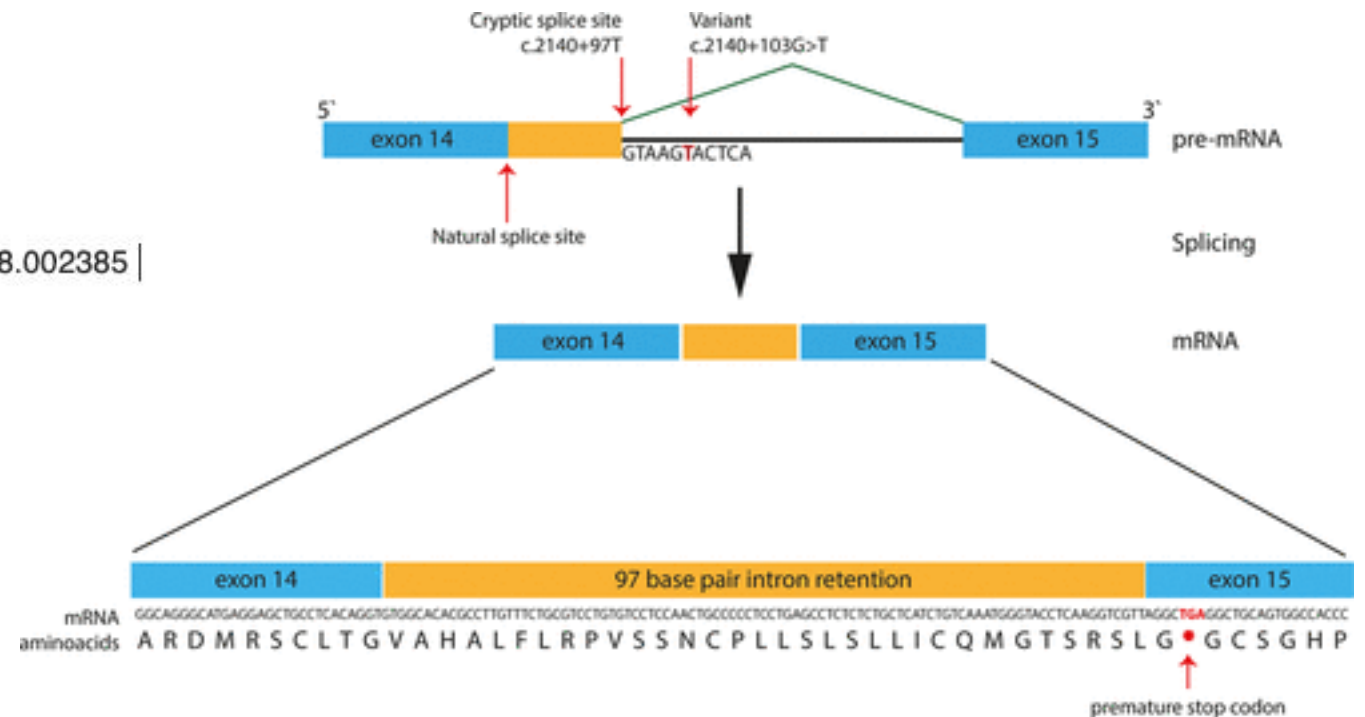 Cryptic splice site
c.2140+97T
Variant
c.2140+103G>T
5`
3`
exon 14
exon 15
pre-mRNA
GTAAGTACTCA
Natural splice site
Splicing
8.002385
exon 14
exon 15
mRNA
exon 14
97 base pair intron retention
exon 15
mRNA GGCAGGGCATGAGGAGCTGCCTCACAGGTGTGGCACACGCCTTGTTTCTGCGTCCTGTGTCCTCCAACTGCCCCCTCCTGAGCCTCTCTCTGCTCATCTGTCAAATGGGTACCTCAAGGTCGTTAGGCTGAGGCTGCAGTGGCCACCC
aminoacids A R D M R S C L T G V A H A L F L R P V S S N C P L L S L S L L I C Q M G T S R S L G • G C S G H P
premature stop codon